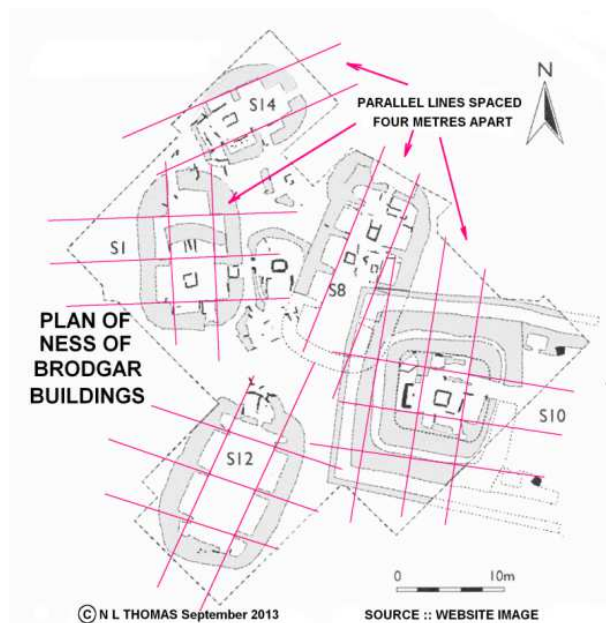 S14
N
PARALLEL LINES SPACED
FOUR METRES APART
S1
S8
PLAN OF
NESS OF
BRODGAR
BUILDINGS
S10
S12
0 10m
© N L THOMAS September 2013 SOURCE :: WEBSITE IMAGE